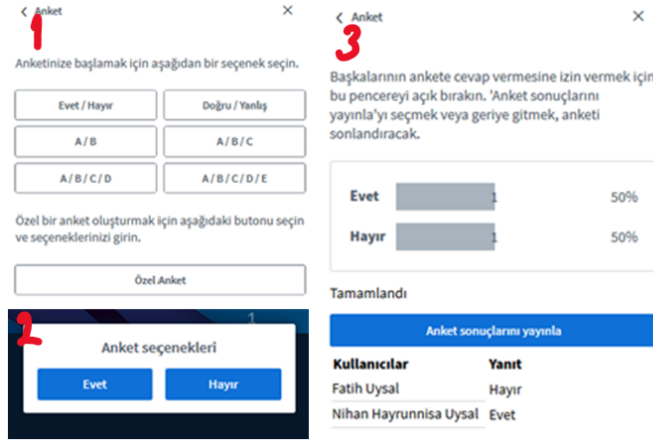 1
< Anket ×
Anketinize başlamak için aşağıdan bir seçenek seçin.
Evet / Hayır Doğru / Yanlış
A / B A / B / C
A / B / C / D A / B / C / D / E
Özel bir anket oluşturmak için aşağıdaki butonu seçin
ve seçeneklerinizi girin.
Özel Anket
2
1
Anket seçenekleri
Evet Hayır
3
< Anket ×
Başkalarının ankete cevap vermesine izin vermek için
bu pencereyi açık bırakın. 'Anket sonuçlarını
yayınla'yı seçmek veya geriye gitmek, anketi
sonlandıracak.
Evet 1 50%
Hayır 1 50%
Tamamlandı
Anket sonuçlarını yayınla
Kullanıcılar Yanıt
Fatih Uysal Hayır
Nihan Hayrunnisa Uysal Evet